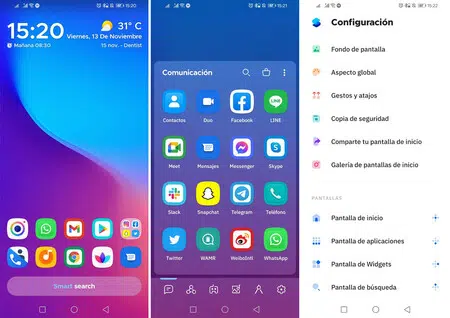 15:20
15:20
31° C
Viernes, 13 De Noviembre
Mañana 08:30
15 nov. - Dentist
Smart search
15:21
Comunicación
Contactos
Duo
Facebook
LINE
Meet
Mensajes
Messenger
Skype
Slack
Snapchat
Telegram
Teléfono
Twitter
WAMR
WhatsApp
15:22
Configuración
Fondo de pantalla
Aspecto global
Gestos y atajos
Copia de seguridad
Comparte tu pantalla de inicio
Galería de pantallas de inicio
PANTALLAS
Pantalla de inicio
Pantalla de aplicaciones
Pantalla de Widgets
Pantalla de búsqueda